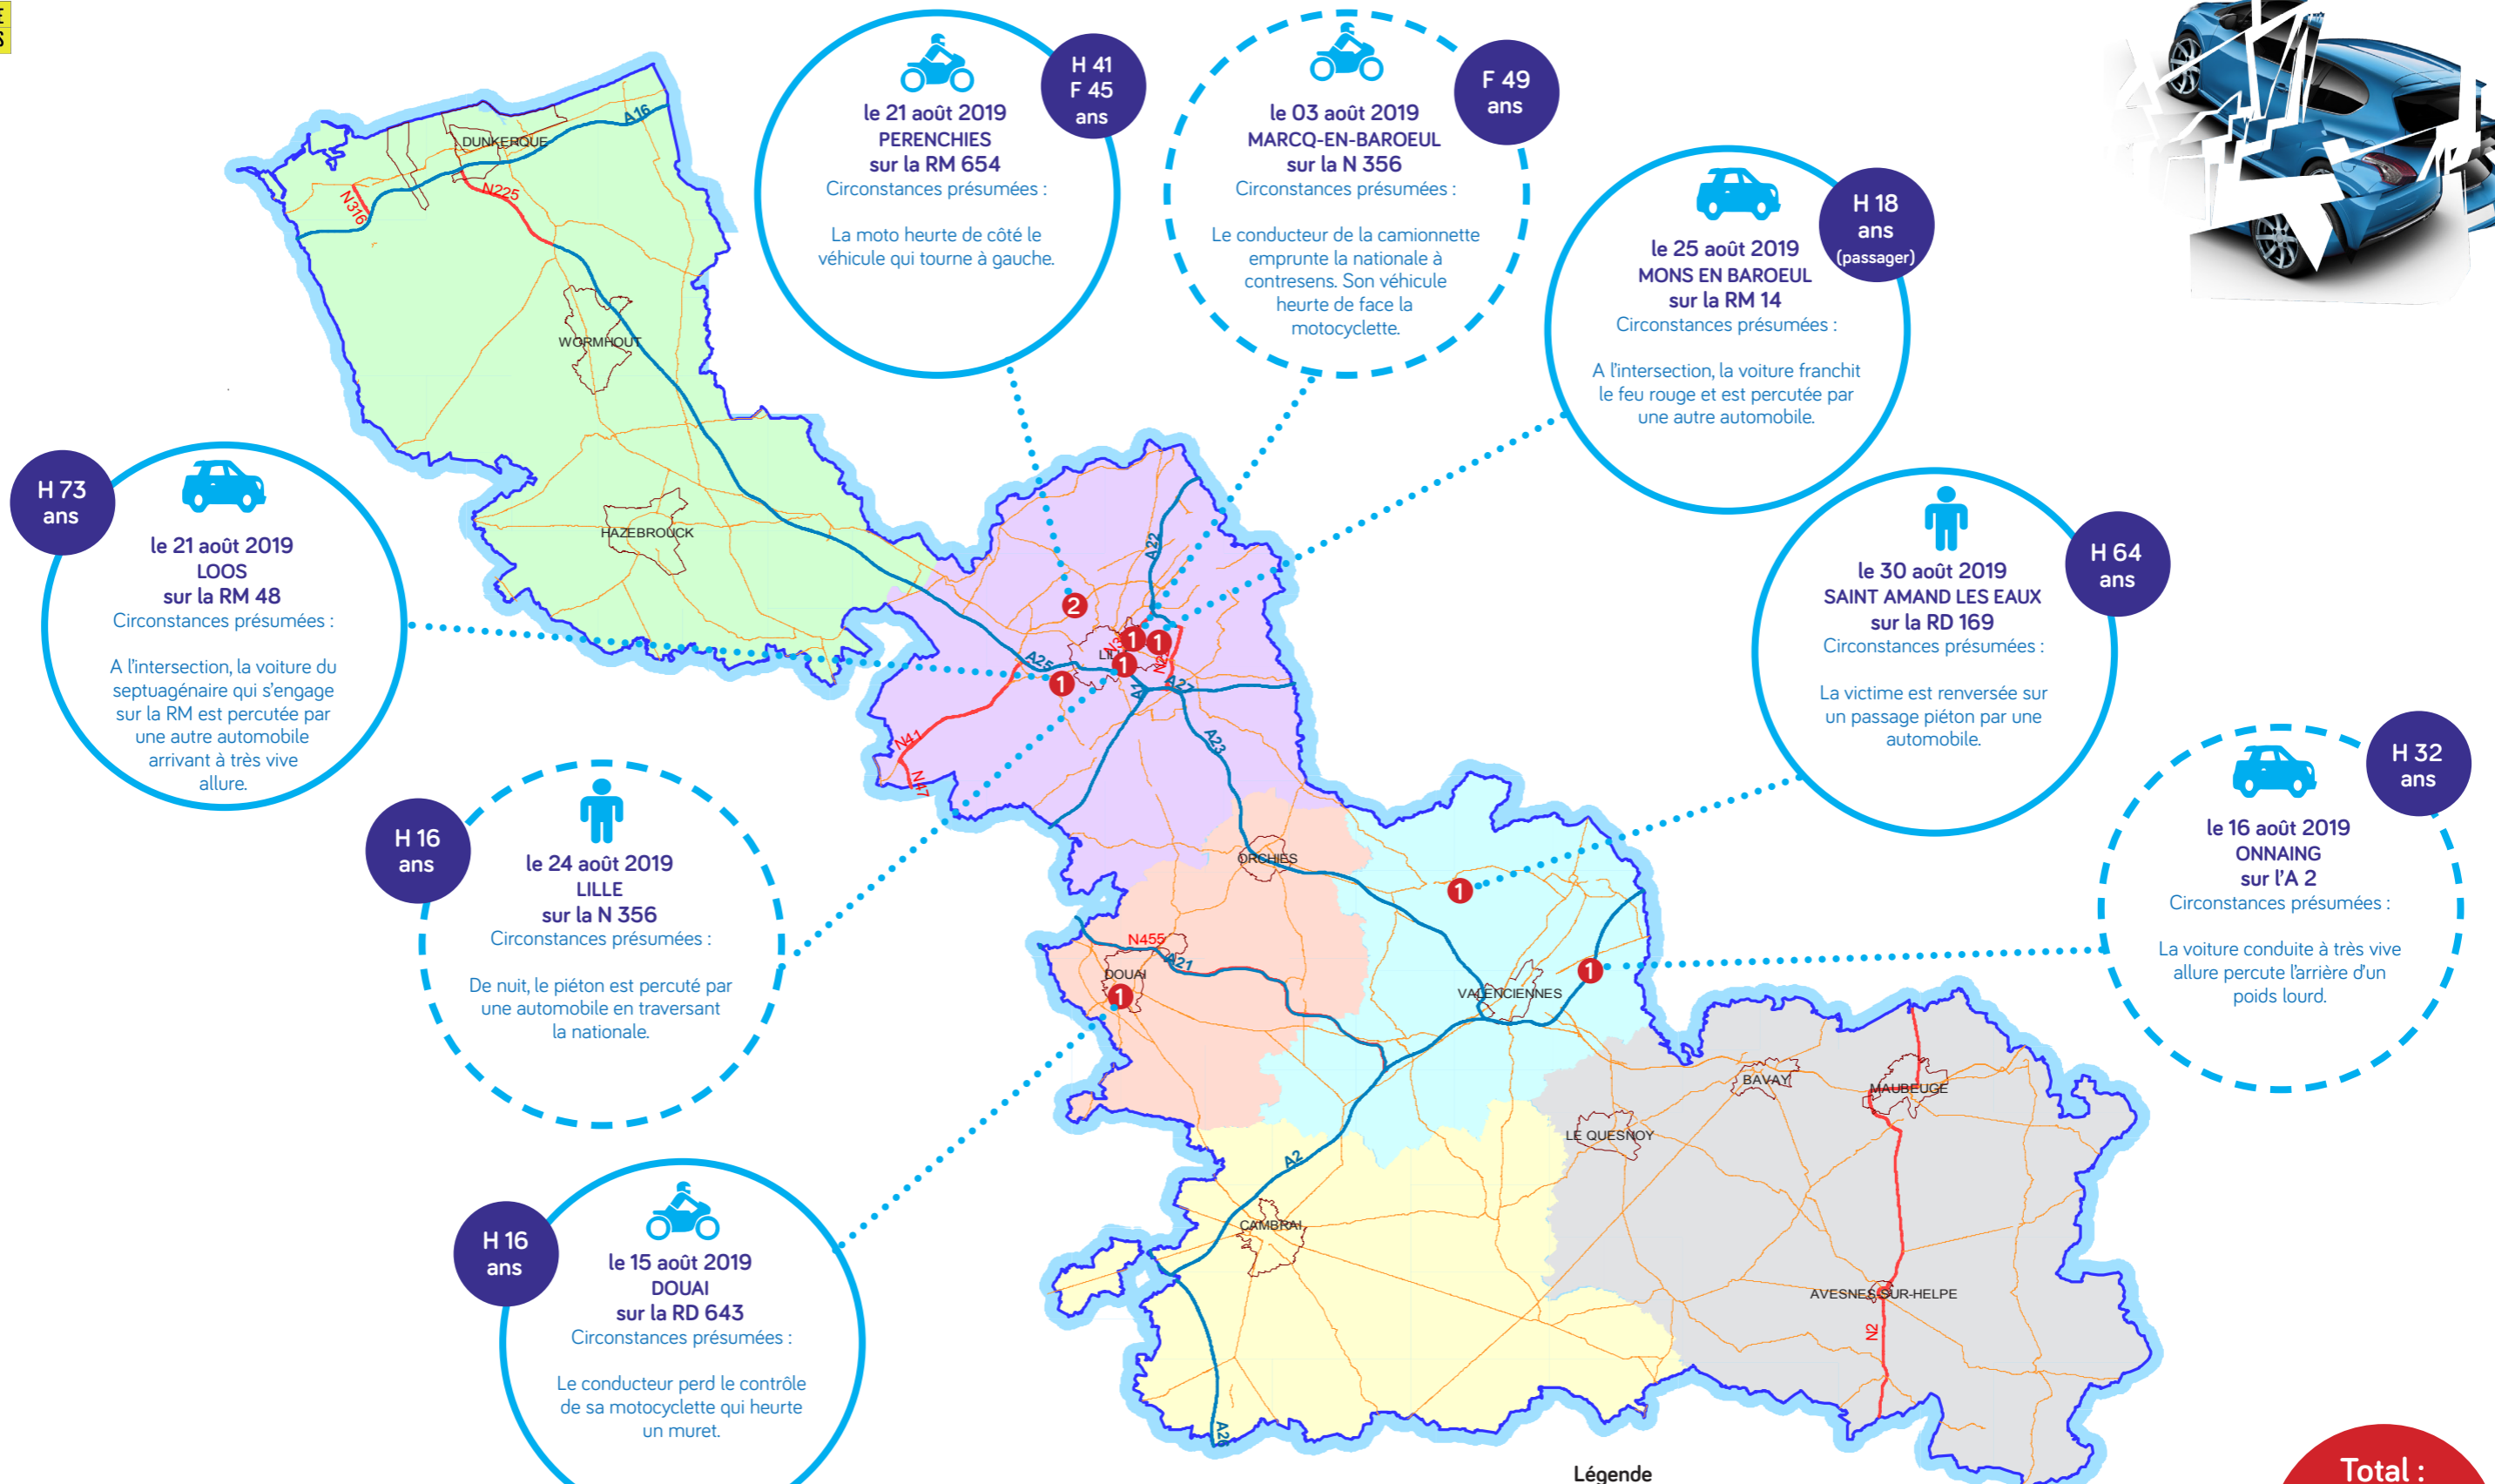 H 41
F 45
ans
le 21 août 2019
PERENCHIES
sur la RM 654
Circonstances présumées :
La moto heurte de côté le
véhicule qui tourne à gauche.
F 49
ans
le 03 août 2019
MARCQ-EN-BAROEUL
sur la N 356
Circonstances présumées :
Le conducteur de la camionnette
emprunte la nationale à
contresens. Son véhicule
heurte de face la
motocyclette.
H 18
ans
(passager)
le 25 août 2019
MONS EN BAROEUL
sur la RM 14
Circonstances présumées :
A l'intersection, la voiture franchit
le feu rouge et est percutée par
une autre automobile.
H 73
ans
le 21 août 2019
LOOS
sur la RM 48
Circonstances présumées :
A l'intersection, la voiture du
septuagénaire qui s'engage
sur la RM est percutée par
une autre automobile
arrivant à très vive
allure.
H 64
ans
le 30 août 2019
SAINT AMAND LES EAUX
sur la RD 169
Circonstances présumées :
La victime est renversée sur
un passage piéton par une
automobile.
H 16
ans
le 24 août 2019
LILLE
sur la N 356
Circonstances présumées :
De nuit, le piéton est percuté par
une automobile en traversant
la nationale.
H 32
ans
le 16 août 2019
ONNAING
sur l'A 2
Circonstances présumées :
La voiture conduite à très vive
allure percute l'arrière d'un
poids lourd.
H 16
ans
le 15 août 2019
DOUAI
sur la RD 643
Circonstances présumées :
Le conducteur perd le contrôle
de sa motocyclette qui heurte
un muret.
DUNKERQUE
A16
N316
N225
WORMHOUT
HAZEBROUCK
A22
2
1
1
1
1
A25
A1
A27
N41
N47
A23
ORCHIES
1
N455
A21
DOUAI
1
VALENCIENNES
1
BAVAY
MAUBEUGE
LE QUESNOY
A2
CAMBRAI
AVESNES-SUR-HELPE
N2
A26
Légende
Total :